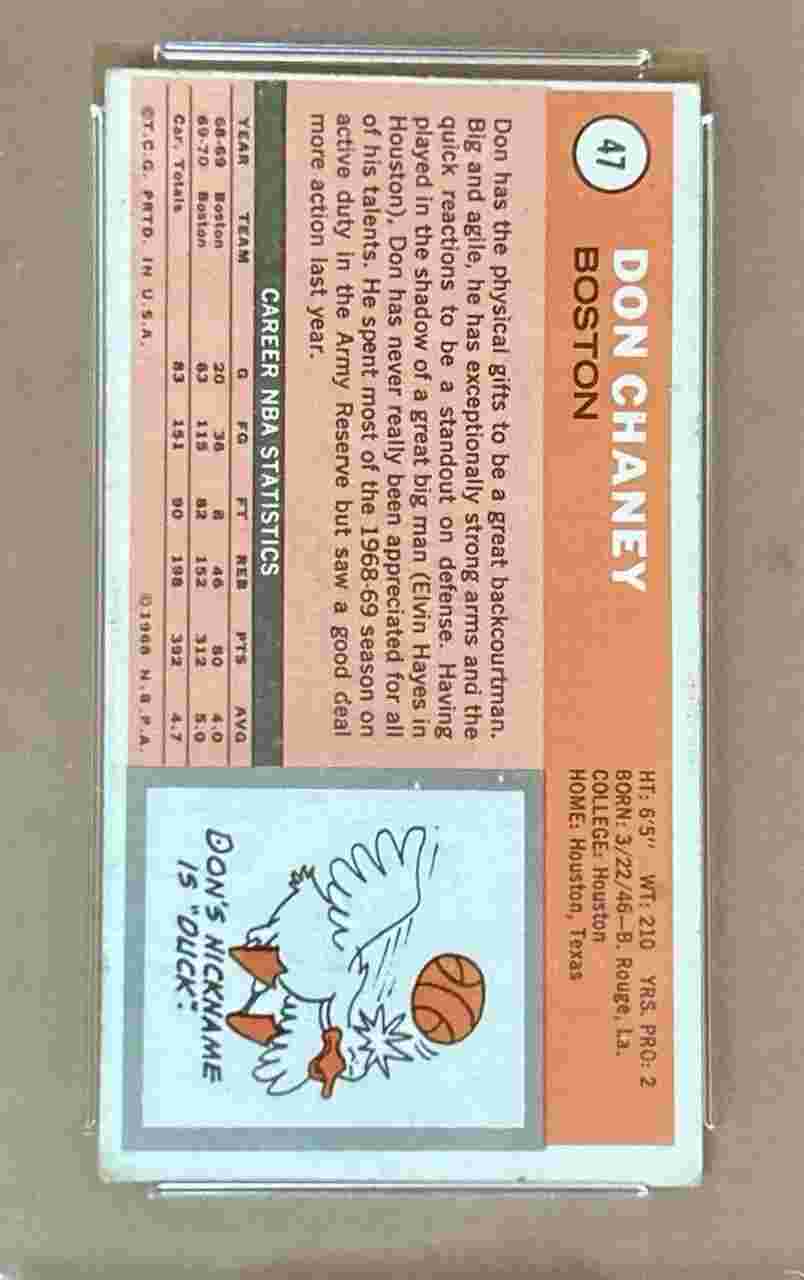 47
DON CHANEY
BOSTON
HT: 6'5" WT: 210 YRS. PRO: 2
BORN: 3/22/46—B. Rouge, La.
COLLEGE: Houston
HOME: Houston, Texas
Don has the physical gifts to be a great backcourtman.
Big and agile, he has exceptionally strong arms and the
quick reactions to be a standout on defense. Having
played in the shadow of a great big man (Elvin Hayes in
Houston), Don has never really been appreciated for all
of his talents. He spent most of the 1968-69 season on
active duty in the Army Reserve but saw a good deal
more action last year.
CAREER NBA STATISTICS
YEAR TEAM G FG FT REB PTS AVG
68-69 Boston 20 36 8 46 80 4.0
69-70 Boston 63 115 82 152 312 5.0
Car. Totals 83 151 90 198 392 4.7
©T.C.G. PRTD. IN U.S.A. ©1968 N.B.P.A.
DON'S NICKNAME
IS "DUCK".